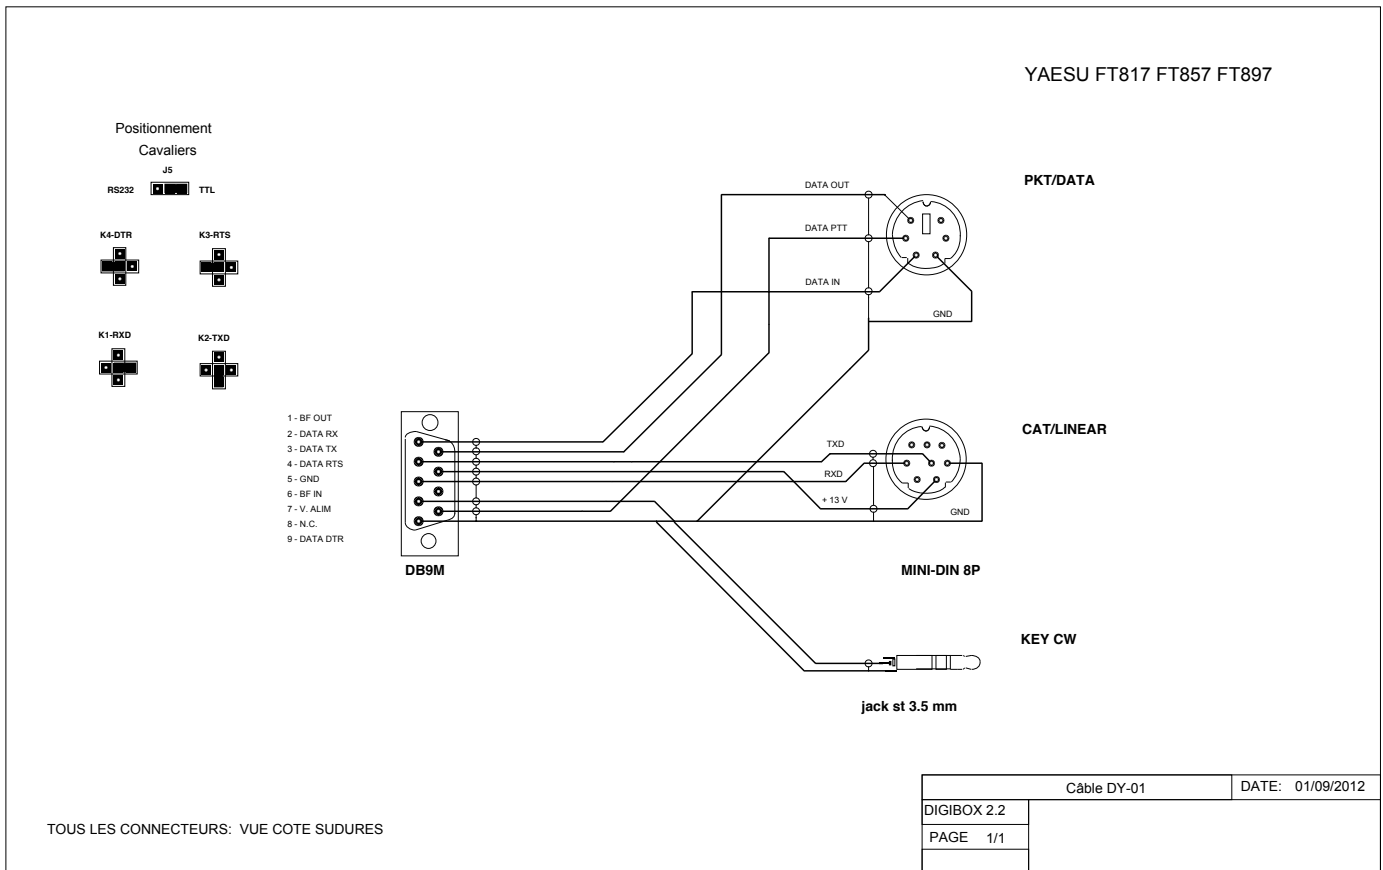 YAESU FT817 FT857 FT897
Positionnement
Cavaliers
J5
RS232
TTL
K4-DTR
K3-RTS
K1-RXD
K2-TXD
DATA OUT
DATA PTT
DATA IN
GND
PKT/DATA
1 - BF OUT
2 - DATA RX
3 - DATA TX
4 - DATA RTS
5 - GND
6 - BF IN
7 - V. ALIM
8 - N.C.
9 - DATA DTR
DB9M
TXD
RXD
+ 13 V
GND
CAT/LINEAR
MINI-DIN 8P
KEY CW
jack st 3.5 mm
TOUS LES CONNECTEURS: VUE COTE SUDURES
Câble DY-01
DATE: 01/09/2012
DIGIBOX 2.2
PAGE 1/1